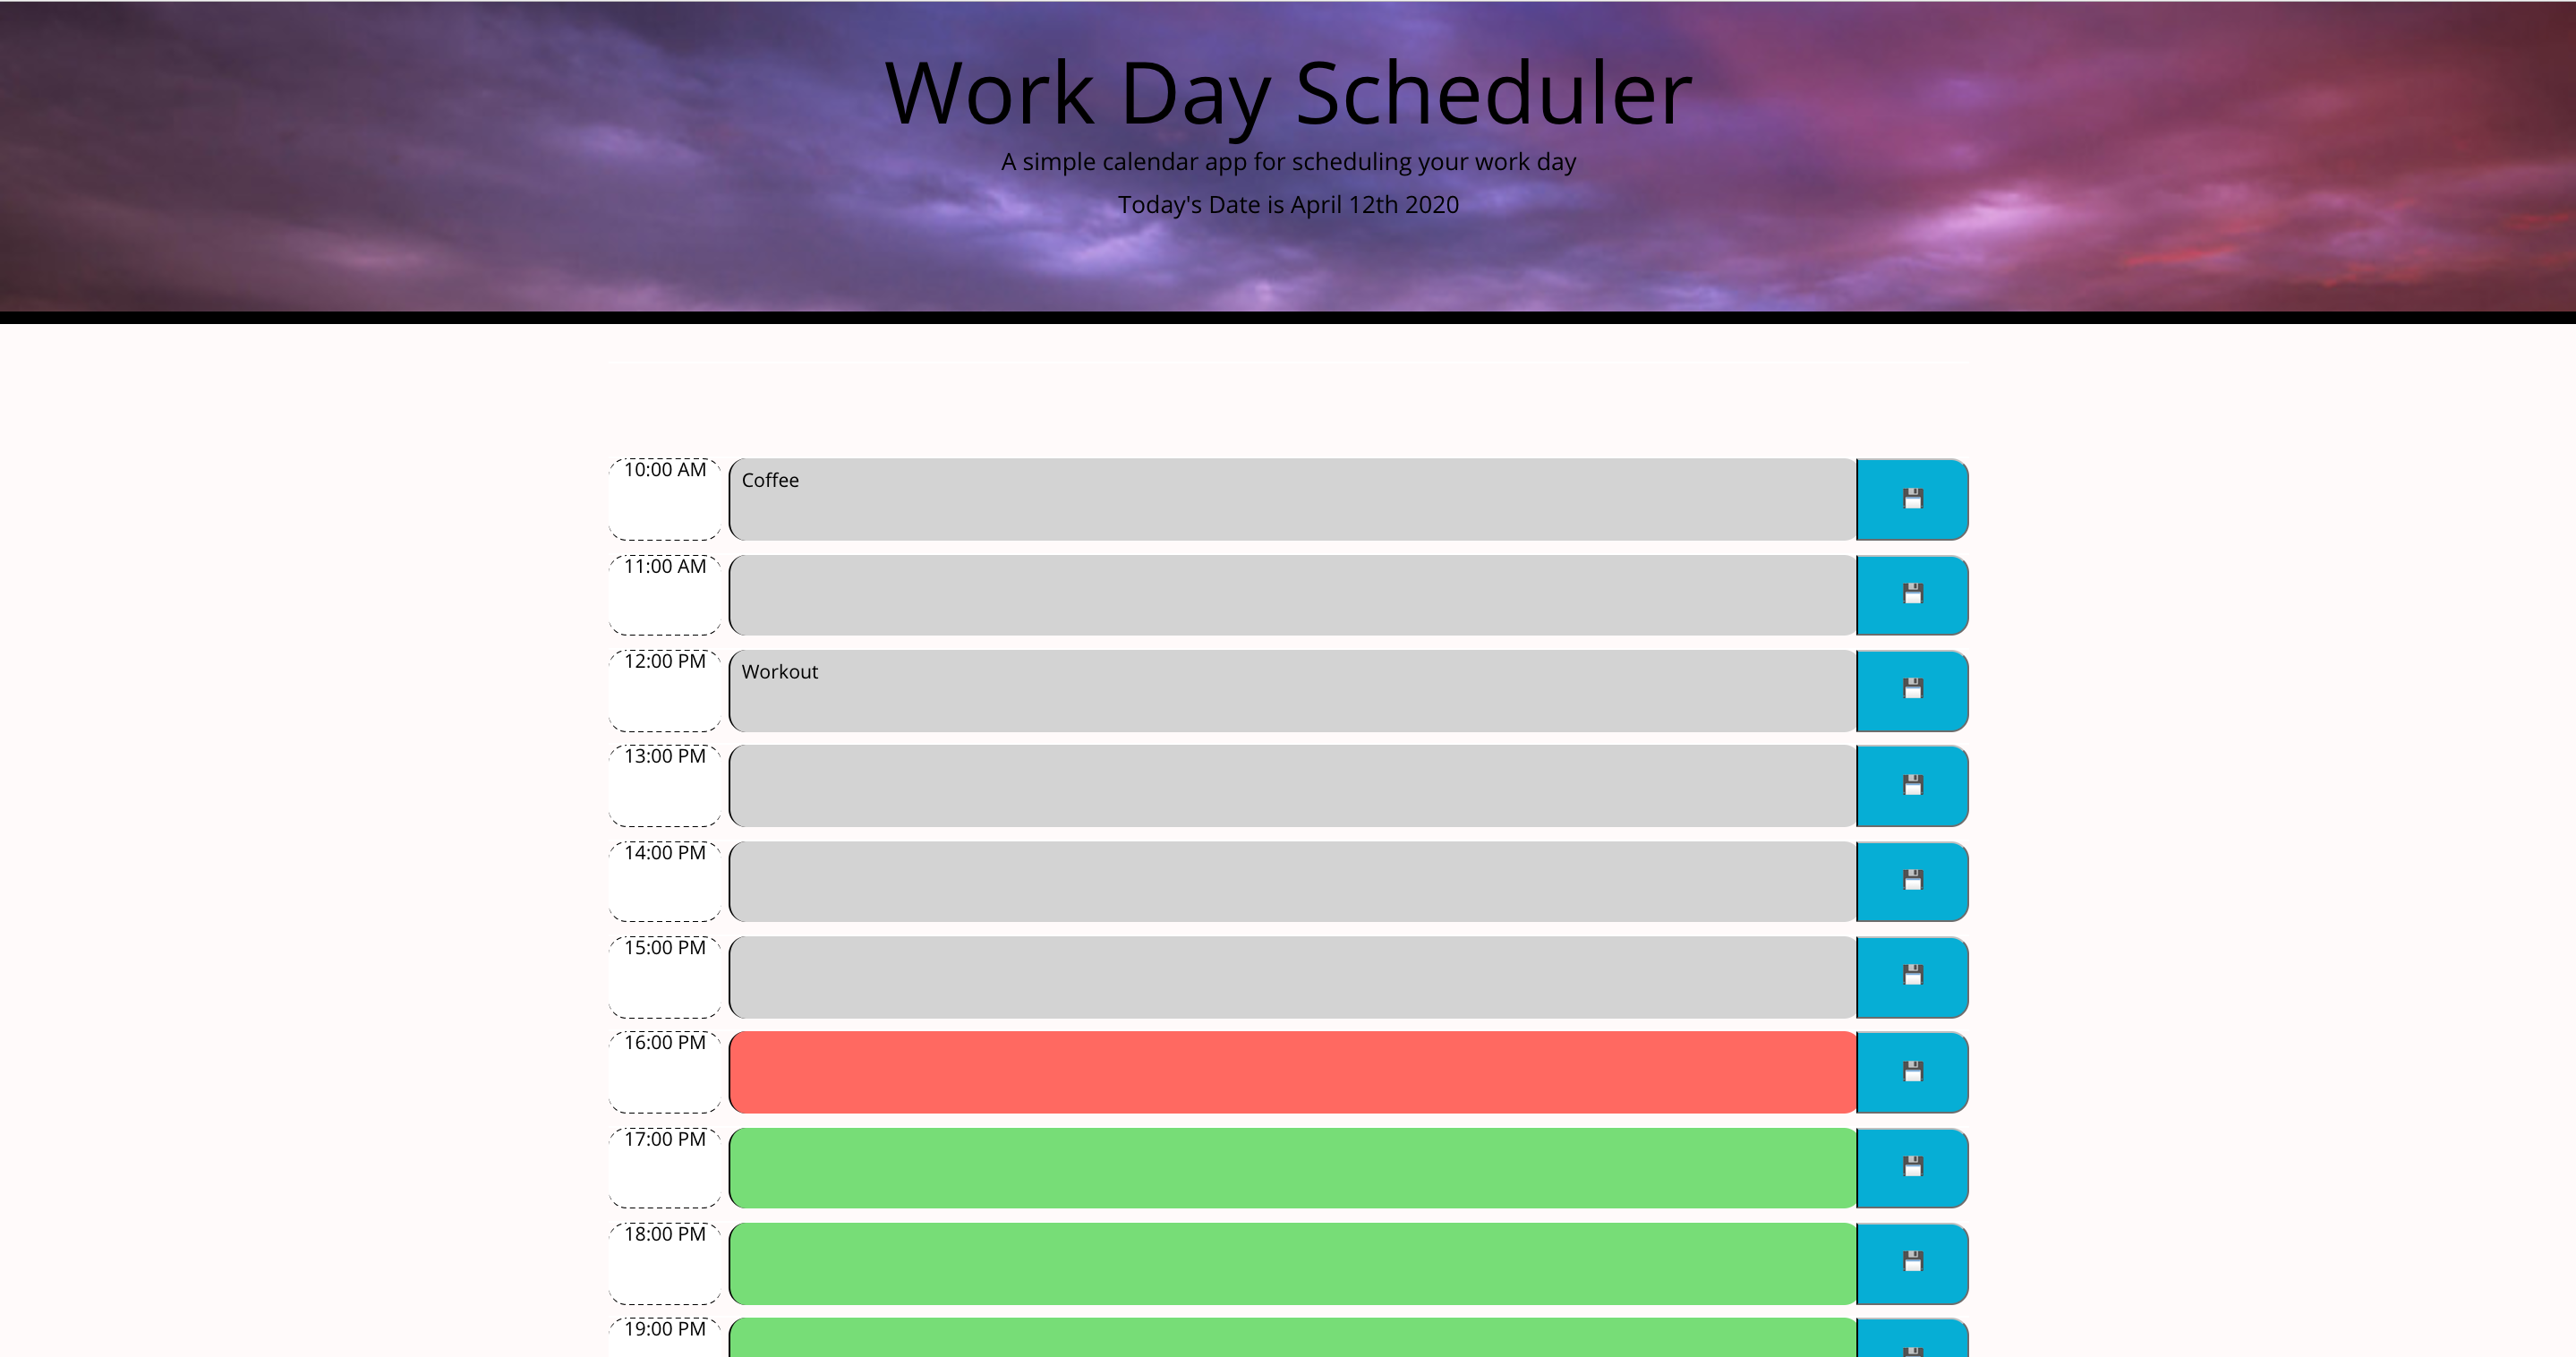 Work Day Scheduler
A simple calendar app for scheduling your work day
Today's Date is April 12th 2020
10:00 AM
Coffee
11:00 AM
12:00 PM
Workout
13:00 PM
14:00 PM
15:00 PM
16:00 PM
17:00 PM
18:00 PM
19:00 PM